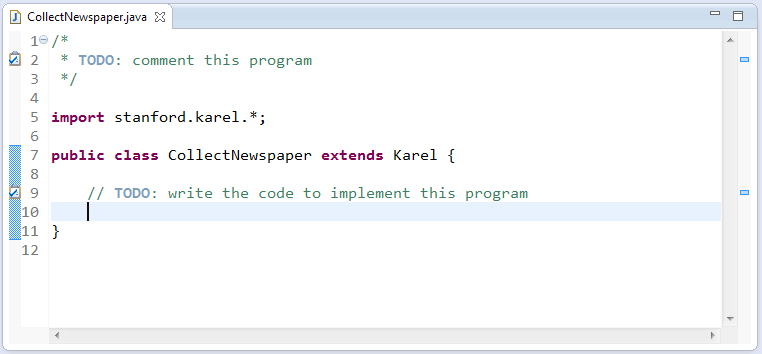 CollectNewspaper.java
1 /*
2  * TODO: comment this program
3  */
4
5 import stanford.karel.*;
6
7 public class CollectNewspaper extends Karel {
8
9     // TODO: write the code to implement this program
10
11 }
12